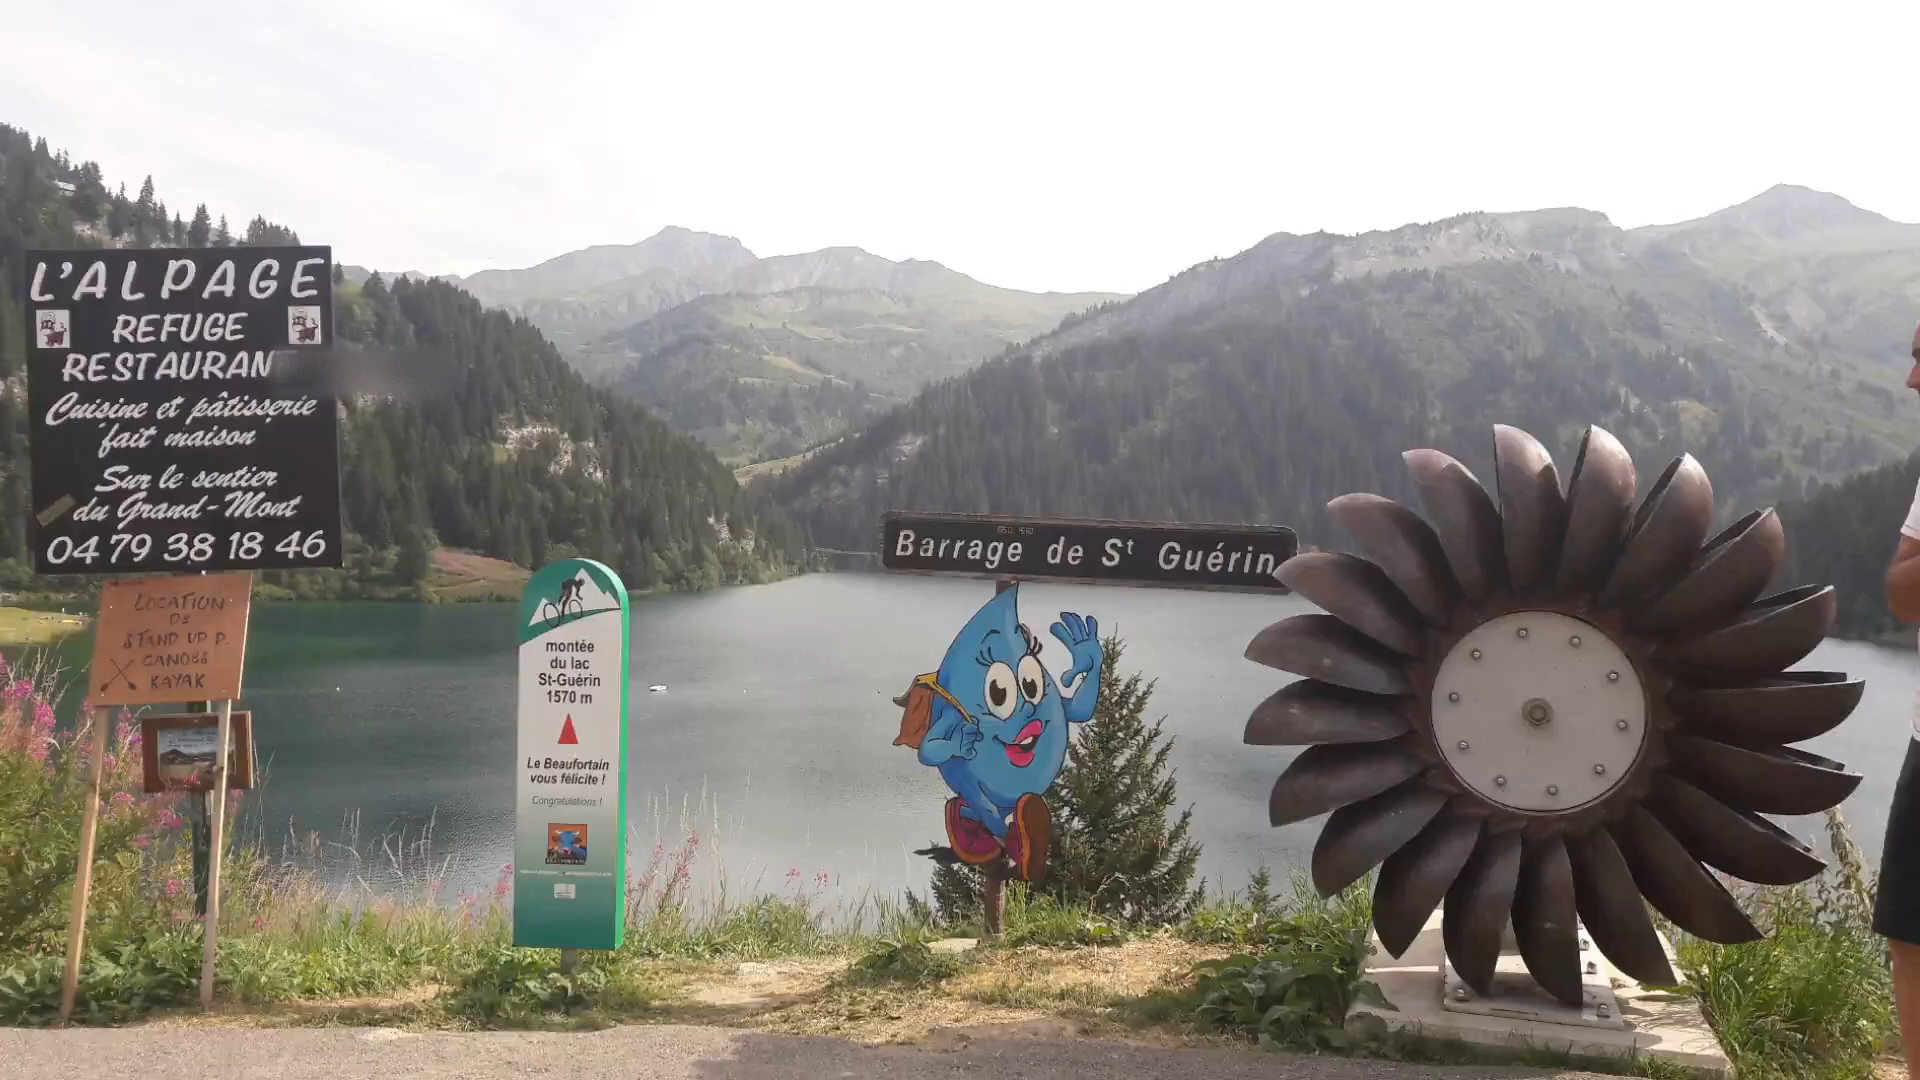 L'ALPAGE
REFUGE
RESTAURAN
Cuisine et pâtisserie
fait maison
Sur le sentier
du Grand-Mont
04 79 38 18 46
LOCATION
DE
STAND UP P.
CANOES
KAYAK
montée
du lac
St-Guérin
1570 m
Le Beaufortain
vous félicite !
Congratulations !
Barrage de St Guérin